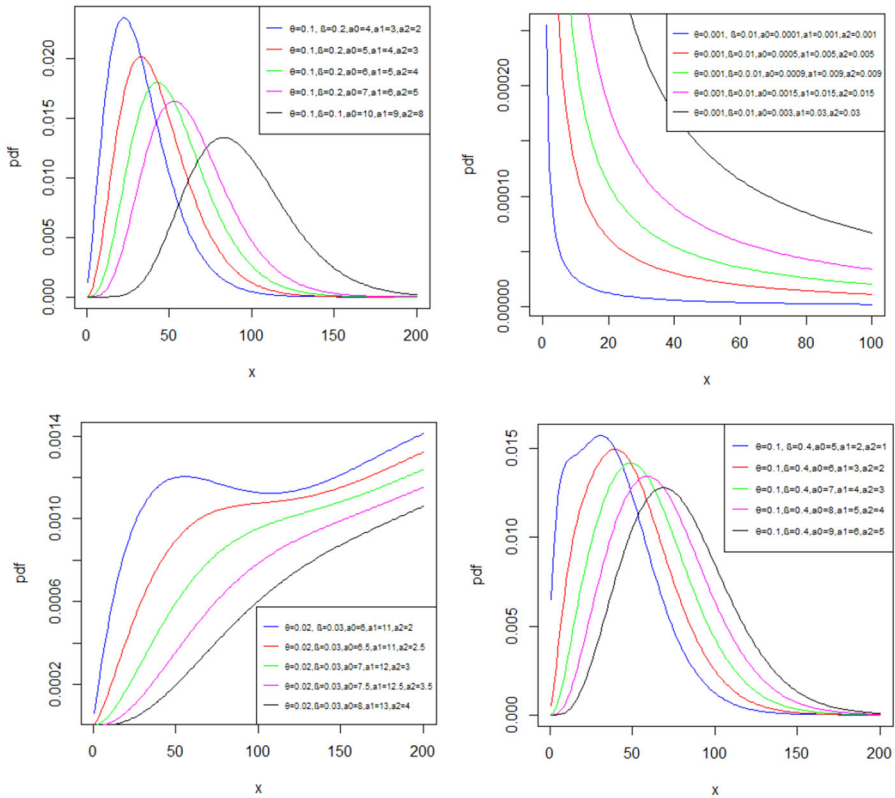 θ=0.1, ß=0.2,a0=4,a1=3,a2=2
θ=0.1,ß=0.2,a0=5,a1=4,a2=3
θ=0.1,ß=0.2,a0=6,a1=5,a2=4
θ=0.1,ß=0.2,a0=7,a1=6,a2=5
θ=0.1,ß=0.1,a0=10,a1=9,a2=8
pdf
0.020
0.015
0.010
0.005
0.000
0
50
100
150
200
x
θ=0.001, ß=0.01,a0=0.0001,a1=0.001,a2=0.001
θ=0.001, ß=0.01,a0=0.0005,a1=0.005,a2=0.005
θ=0.001,ß=0.01,a0=0.0009,a1=0.009,a2=0.009
θ=0.001, ß=0.01,a0=0.0015,a1=0.015,a2=0.015
θ=0.001,ß=0.01,a0=0.003,a1=0.03,a2=0.03
pdf
0.00020
0.00010
0.00000
0
20
40
60
80
100
x
pdf
0.0014
0.0010
0.0006
0.0002
θ=0.02, ß=0.03,a0=6,a1=11,a2=2
θ=0.02,ß=0.03,a0=6.5,a1=11,a2=2.5
θ=0.02,ß=0.03,a0=7,a1=12,a2=3
θ=0.02,ß=0.03,a0=7.5,a1=12.5,a2=3.5
θ=0.02,ß=0.03,a0=8,a1=13,a2=4
0
50
100
150
200
x
θ=0.1, ß=0.4,a0=5,a1=2,a2=1
θ=0.1,ß=0.4,a0=6,a1=3,a2=2
θ=0.1,ß=0.4,a0=7,a1=4,a2=3
θ=0.1,ß=0.4,a0=8,a1=5,a2=4
θ=0.1,ß=0.4,a0=9,a1=6,a2=5
pdf
0.015
0.010
0.005
0.000
0
50
100
150
200
x